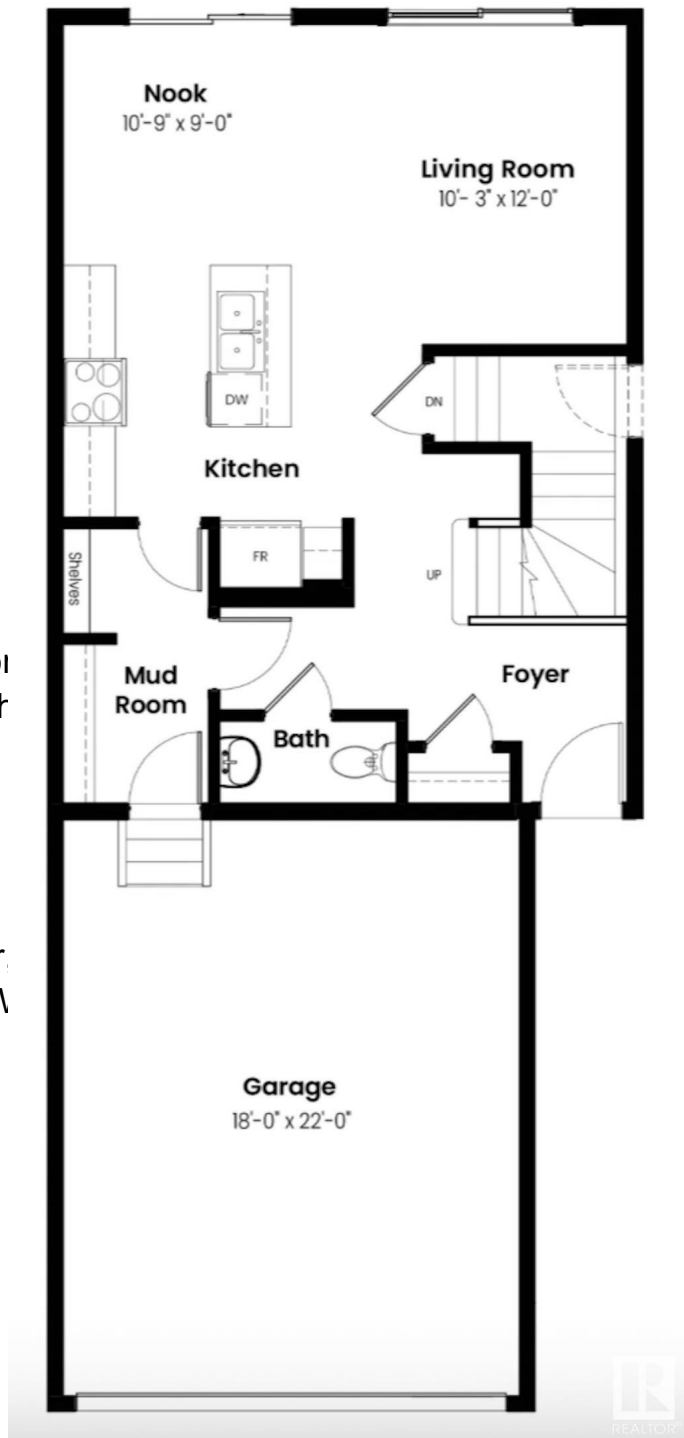 Nook
10'-9" x 9'-0"
Living Room
10'- 3" x 12'-0"
DW
DN
Kitchen
FR
Shelves
UP
Mud
Room
Foyer
Bath
Garage
18'-0" x 22'-0"
R
REALTOR®